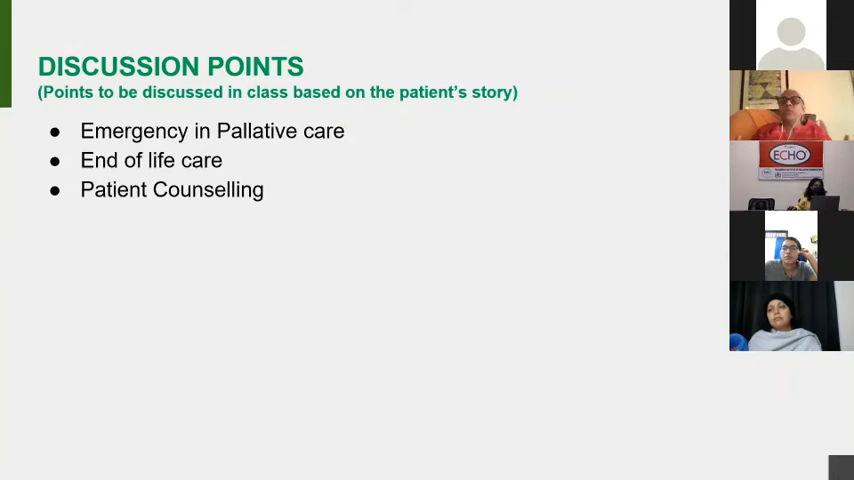 DISCUSSION POINTS
(Points to be discussed in class based on the patient's story)
● Emergency in Pallative care
● End of life care
● Patient Counselling
ECHO